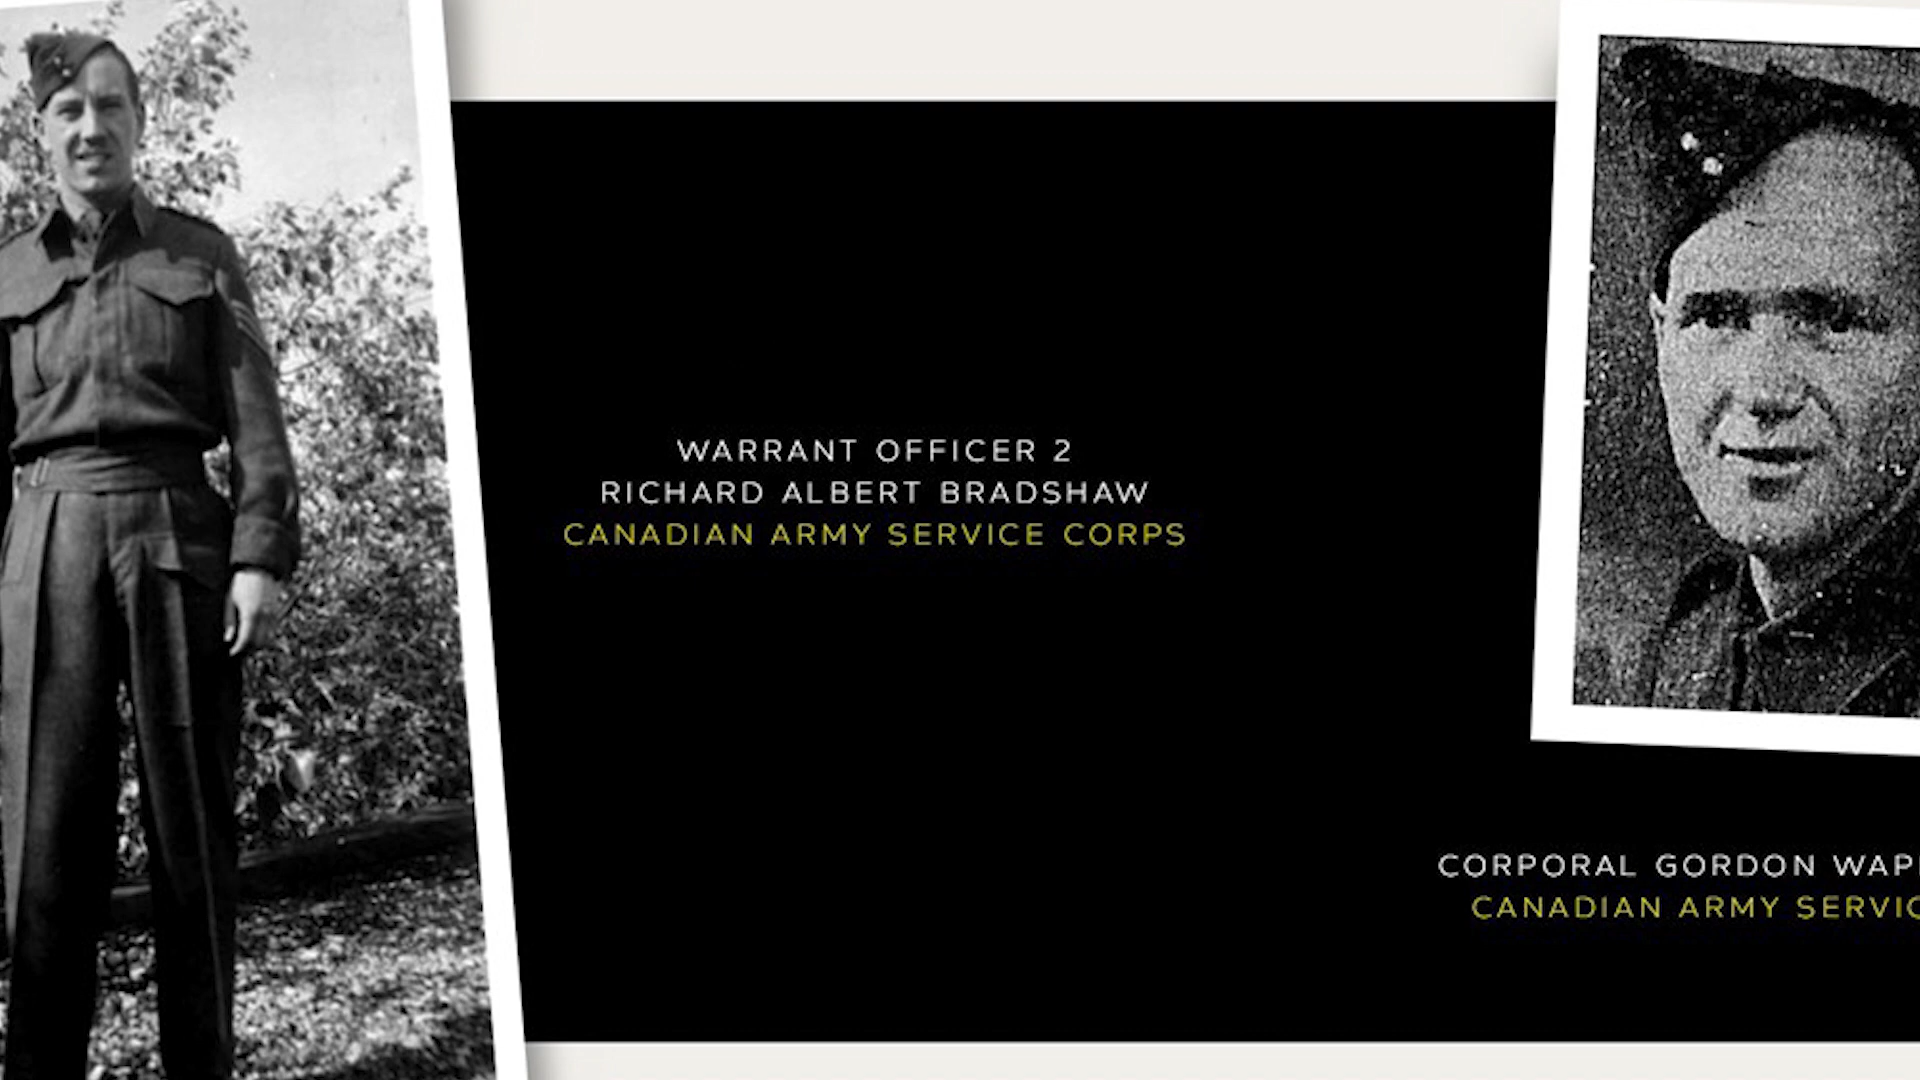 WARRANT OFFICER 2
RICHARD ALBERT BRADSHAW
CANADIAN ARMY SERVICE CORPS
CORPORAL GORDON
CANADIAN ARMY